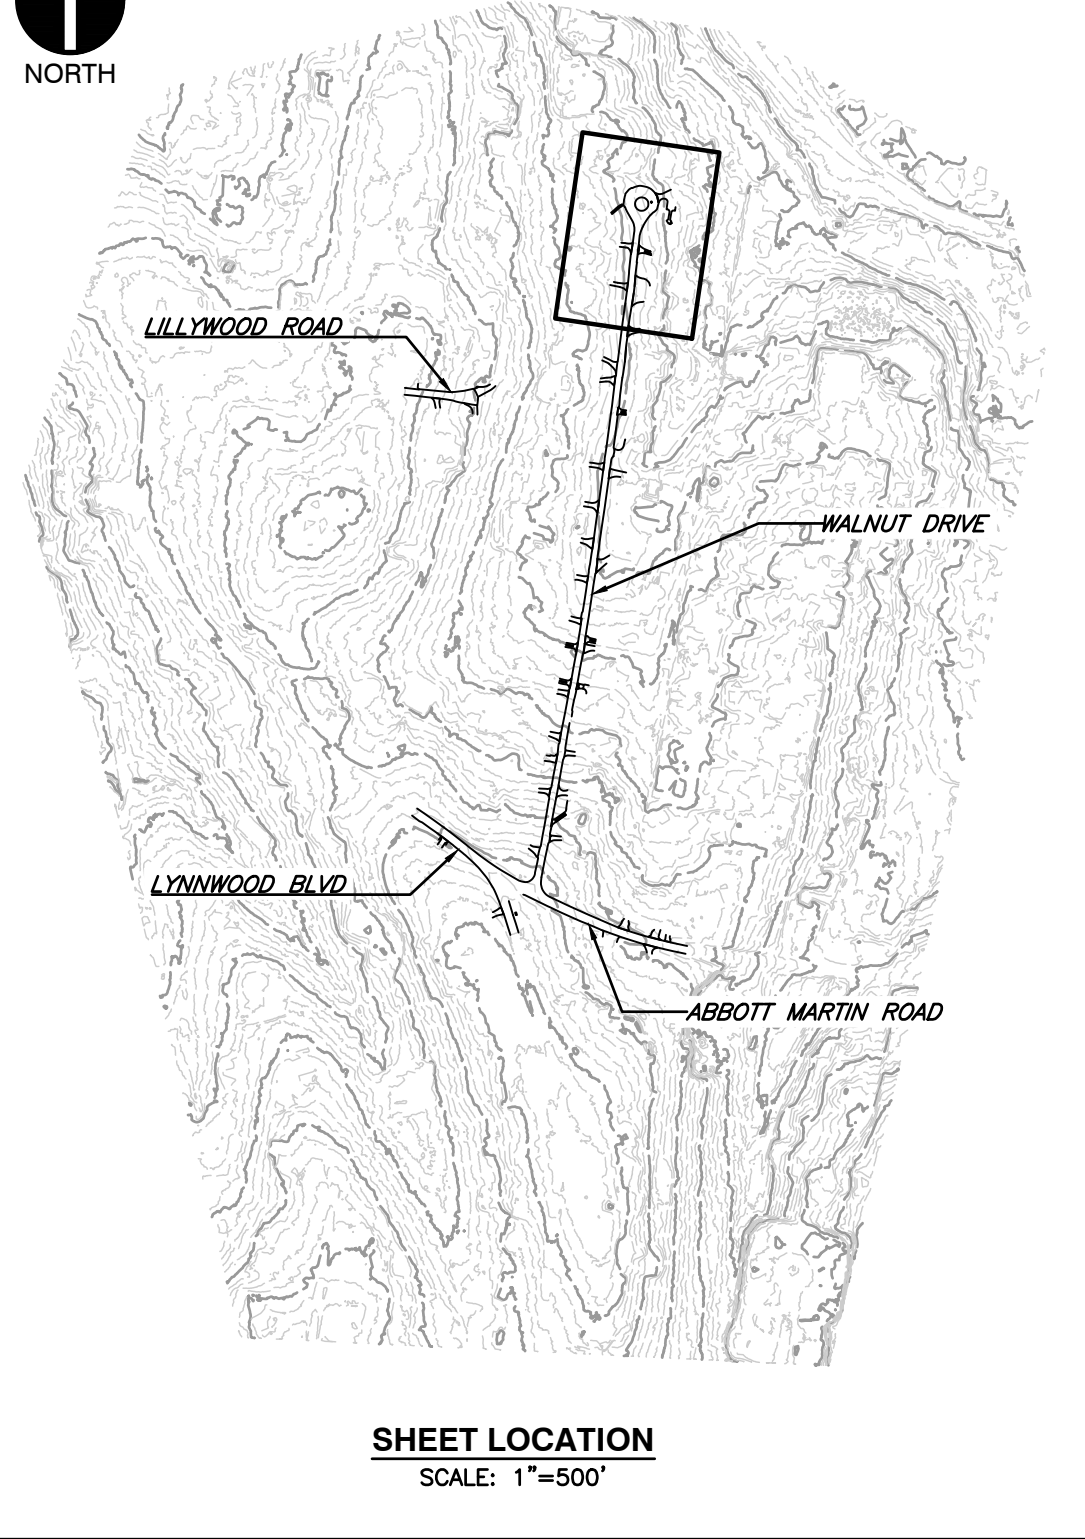 NORTH
LILLYWOOD ROAD
WALNUT DRIVE
LYNNWOOD BLVD
ABBOTT MARTIN ROAD
SHEET LOCATION
SCALE: 1"=500'